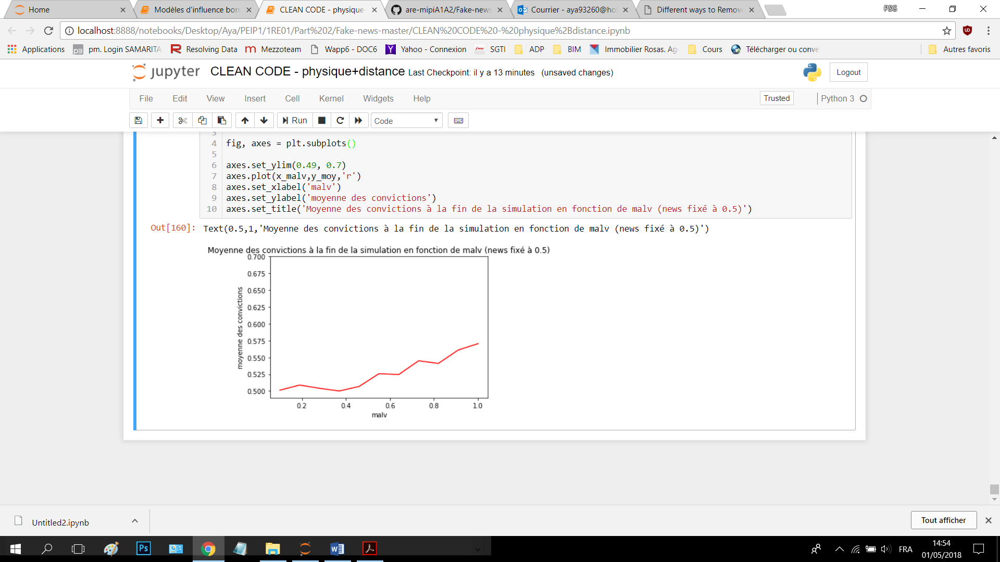 Home
Modèles d'influence bor
CLEAN CODE - physique
are-mipiA1A2/Fake-news
Courrier - aya93260@ho
Different ways to Remov
PSG
localhost:8888/notebooks/Desktop/Aya/PEIP1/1RE01/Part%202/Fake-news-master/CLEAN%20CODE%20-%20physique%2Bdistance.ipynb
Applications
pm. Login SAMARITA
Resolving Data
Mezzoteam
Wapp6 - DOC6
Yahoo - Connexion
free
SGTI
ADP
BIM
Immobilier Rosas. Ag
Cours
Télécharger ou conve
Autres favoris
jupyter
CLEAN CODE - physique+distance Last Checkpoint: il y a 13 minutes (unsaved changes)
Logout
File
Edit
View
Insert
Cell
Kernel
Widgets
Help
Trusted
Python 3
Run
Code
3
4 fig, axes = plt.subplots()
5
6 axes.set_ylim(0.49, 0.7)
7 axes.plot(x_malv,y_moy,'r')
8 axes.set_xlabel('malv')
9 axes.set_ylabel('moyenne des convictions')
10 axes.set_title('Moyenne des convictions à la fin de la simulation en fonction de malv (news fixé à 0.5)')
Out[160]: Text(0.5,1,'Moyenne des convictions à la fin de la simulation en fonction de malv (news fixé à 0.5)')
Moyenne des convictions à la fin de la simulation en fonction de malv (news fixé à 0.5)
0.700
0.675
0.650
0.625
0.600
0.575
0.550
0.525
0.500
moyenne des convictions
0.2
0.4
0.6
0.8
1.0
malv
Untitled2.ipynb
Tout afficher
Ps
FRA
14:54
01/05/2018